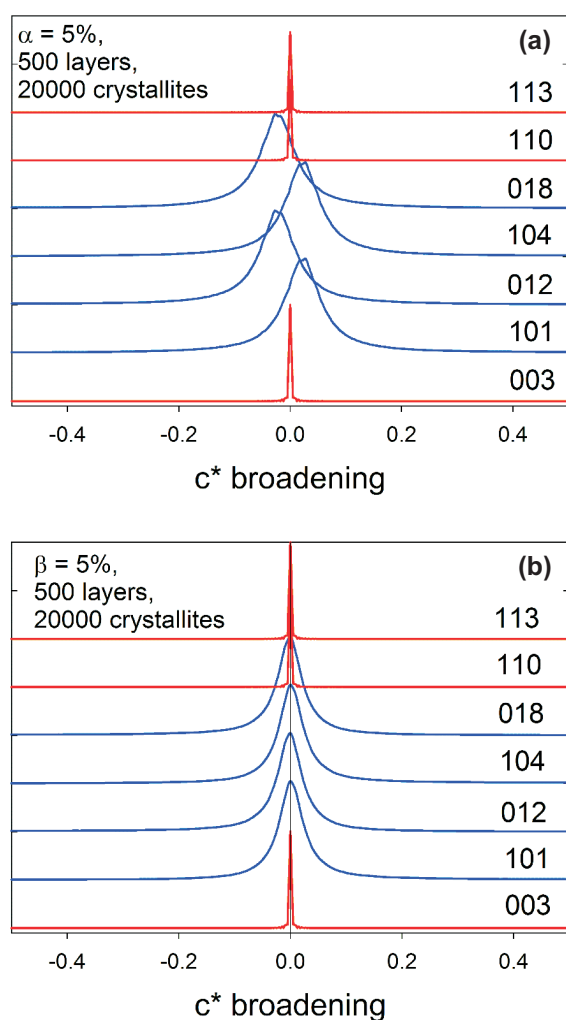 α = 5%,
500 layers,
20000 crystallites
(a)
113
110
018
104
012
101
003
-0.4 -0.2 0.0 0.2 0.4
c* broadening
β = 5%,
500 layers,
20000 crystallites
(b)
113
110
018
104
012
101
003
-0.4 -0.2 0.0 0.2 0.4
c* broadening